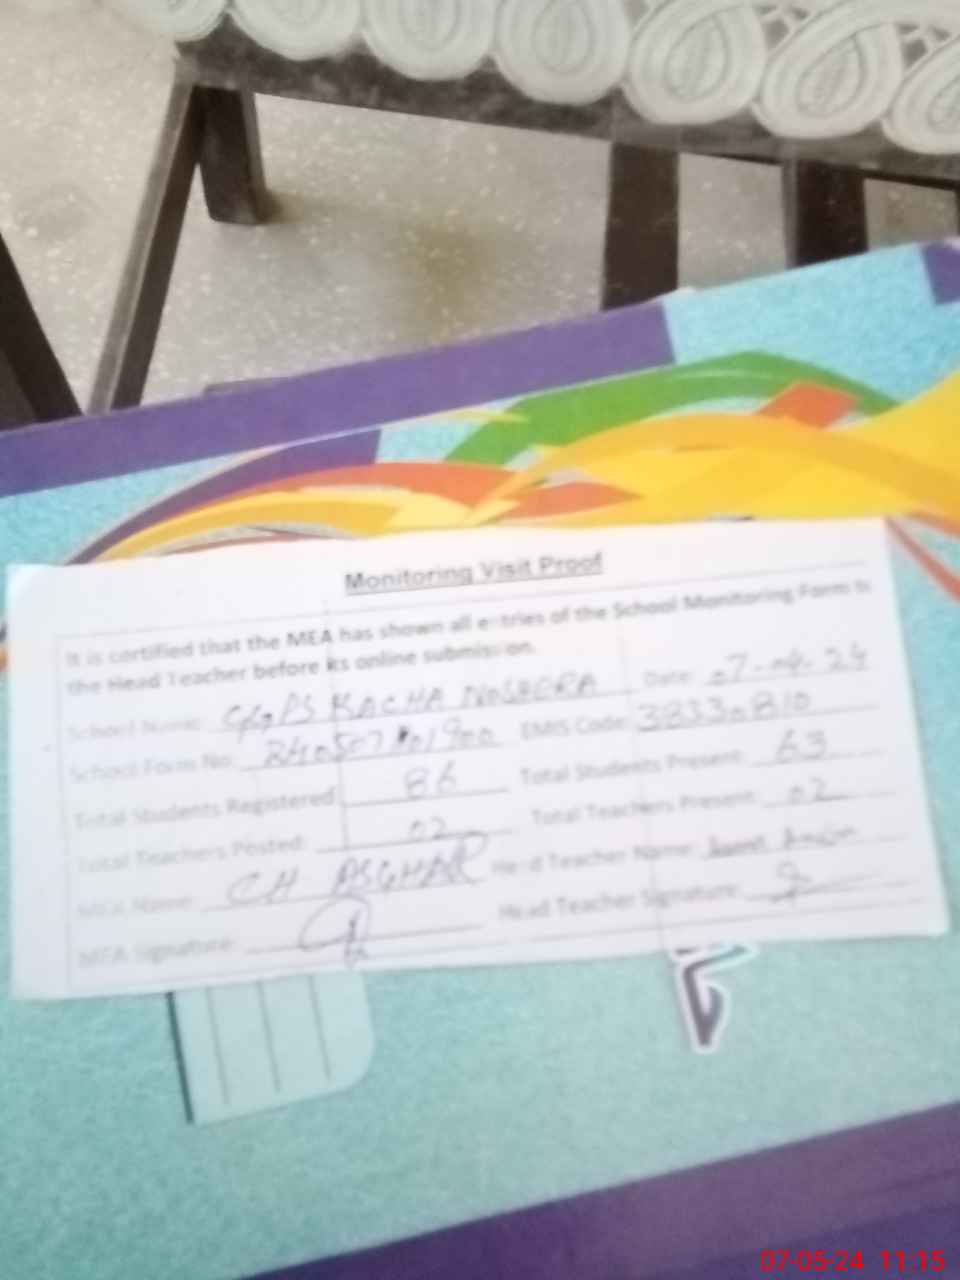 Monitoring Visit Proof
It is certified that the MEA has shown all entries of the School Monitoring Form to
the Head Teacher before its online submission.
School Name: KACHA NOSHERA Date: 07-04-24
School Form No: EMIS Code: 38330810
Total Students Registered 86 Total Students Present: 63
Total Teachers Posted: 02 Total Teachers Present: 02
MEA Name: CH ASGHAR Head Teacher Name:
MEA Signature: Head Teacher Signature:
07-05-24 11:15